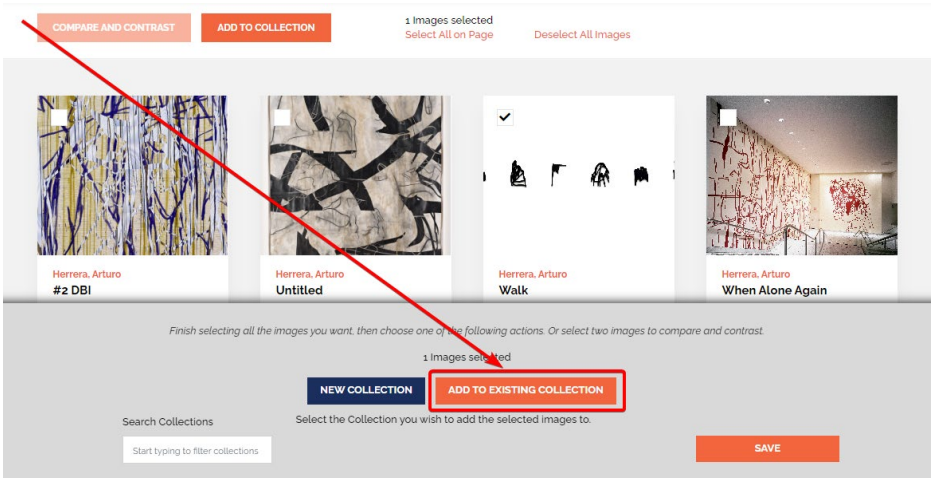 COMPARE AND CONTRAST
ADD TO COLLECTION
1 Images selected
Select All on Page
Deselect All Images
Herrera, Arturo
#2 DBI
Herrera, Arturo
Untitled
Herrera, Arturo
Walk
Herrera, Arturo
When Alone Again
Finish selecting all the images you want, then choose one of the following actions. Or select two images to compare and contrast.
1 Images selected
NEW COLLECTION
ADD TO EXISTING COLLECTION
Search Collections
Select the Collection you wish to add the selected images to.
Start typing to filter collections
SAVE